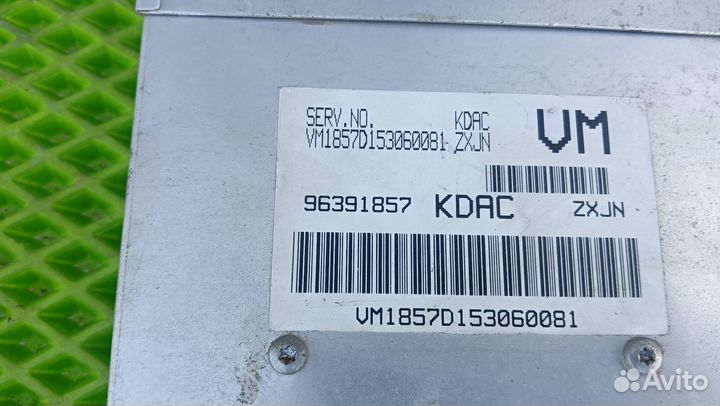 SERV.NO. KDAC VM
VM1857D153060081 ZXJN
96391857 KDAC ZXJN
VM1857D153060081
Avito